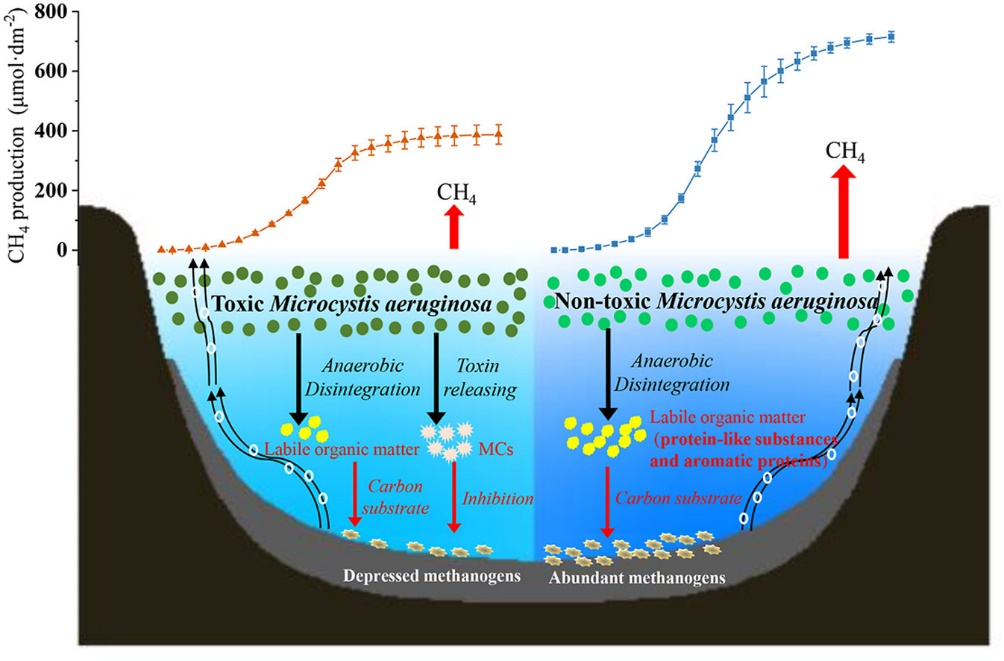 CH₄ production (μmol·dm⁻²)
800
600
400
200
0
CH₄
CH₄
Toxic Microcystis aeruginosa
Non-toxic Microcystis aeruginosa
Anaerobic
Disintegration
Toxin
releasing
Anaerobic
Disintegration
Labile organic matter
MCs
Labile organic matter
(protein-like substances
and aromatic proteins)
Carbon
substrate
Inhibition
Carbon substrate
Depressed methanogens
Abundant methanogens